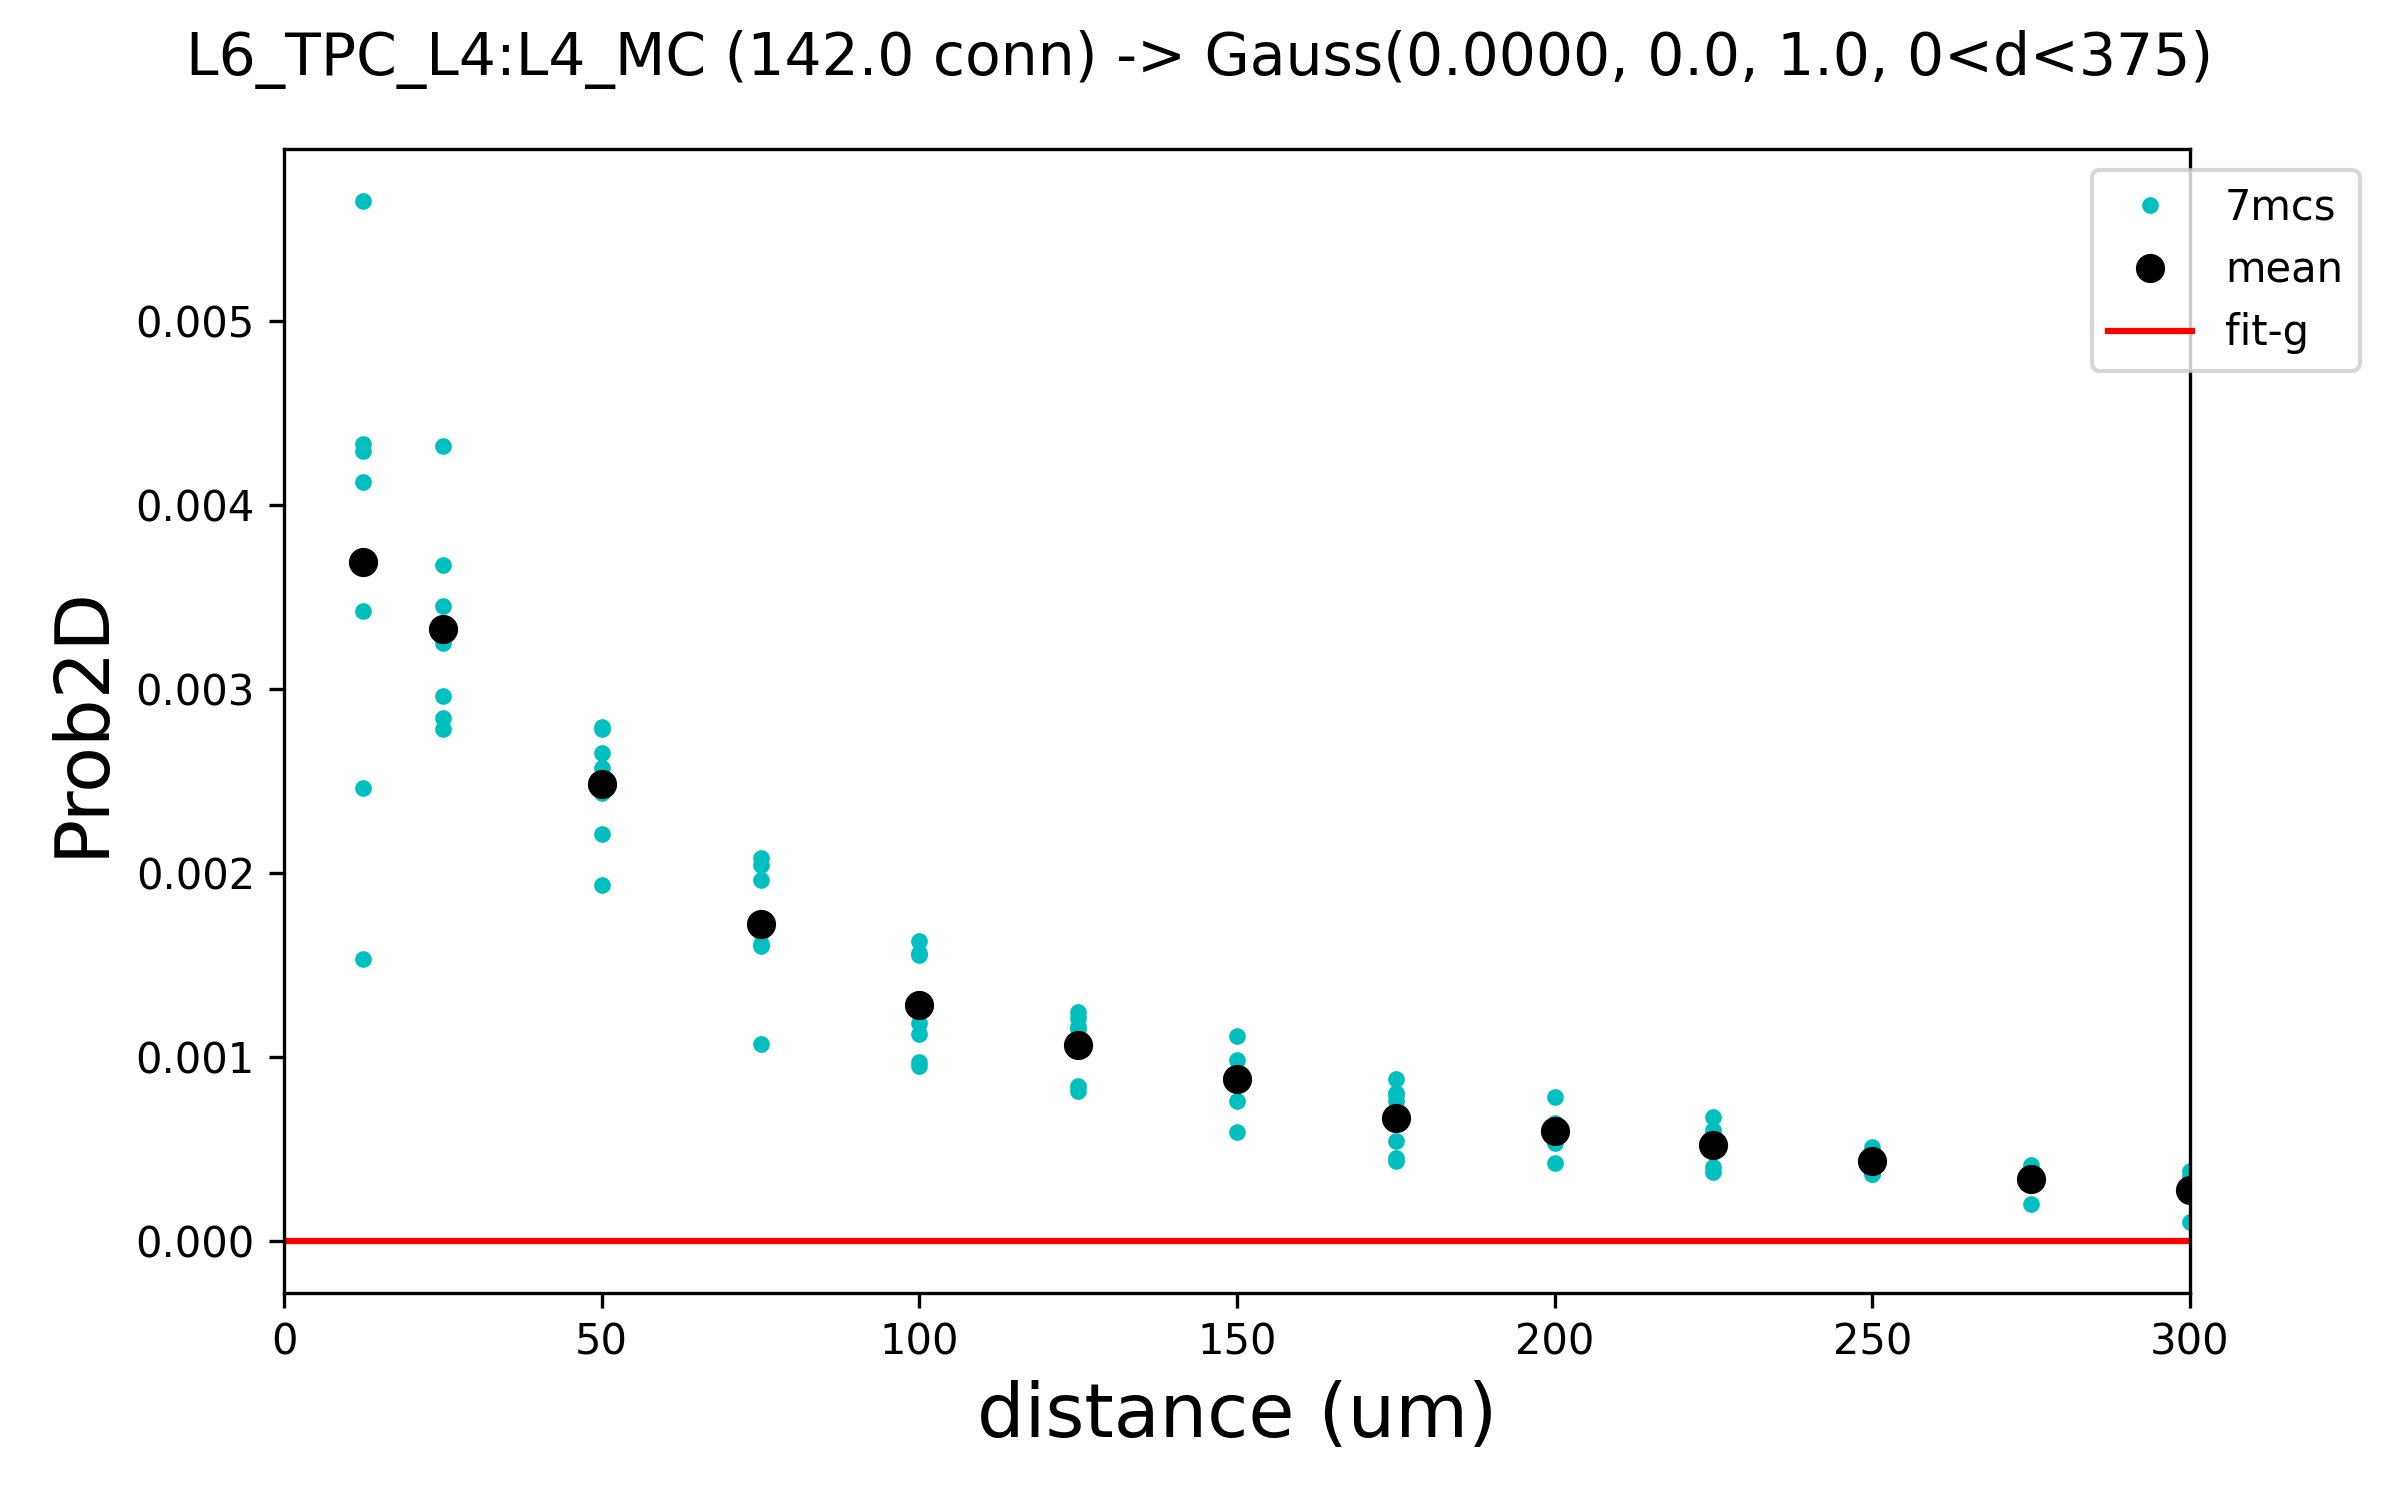 L6_TPC_L4:L4_MC (142.0 conn) -> Gauss(0.0000, 0.0, 1.0, 0<d<375)
7mcs
mean
fit-g
Prob2D
0.005
0.004
0.003
0.002
0.001
0.000
0 50 100 150 200 250 300
distance (um)